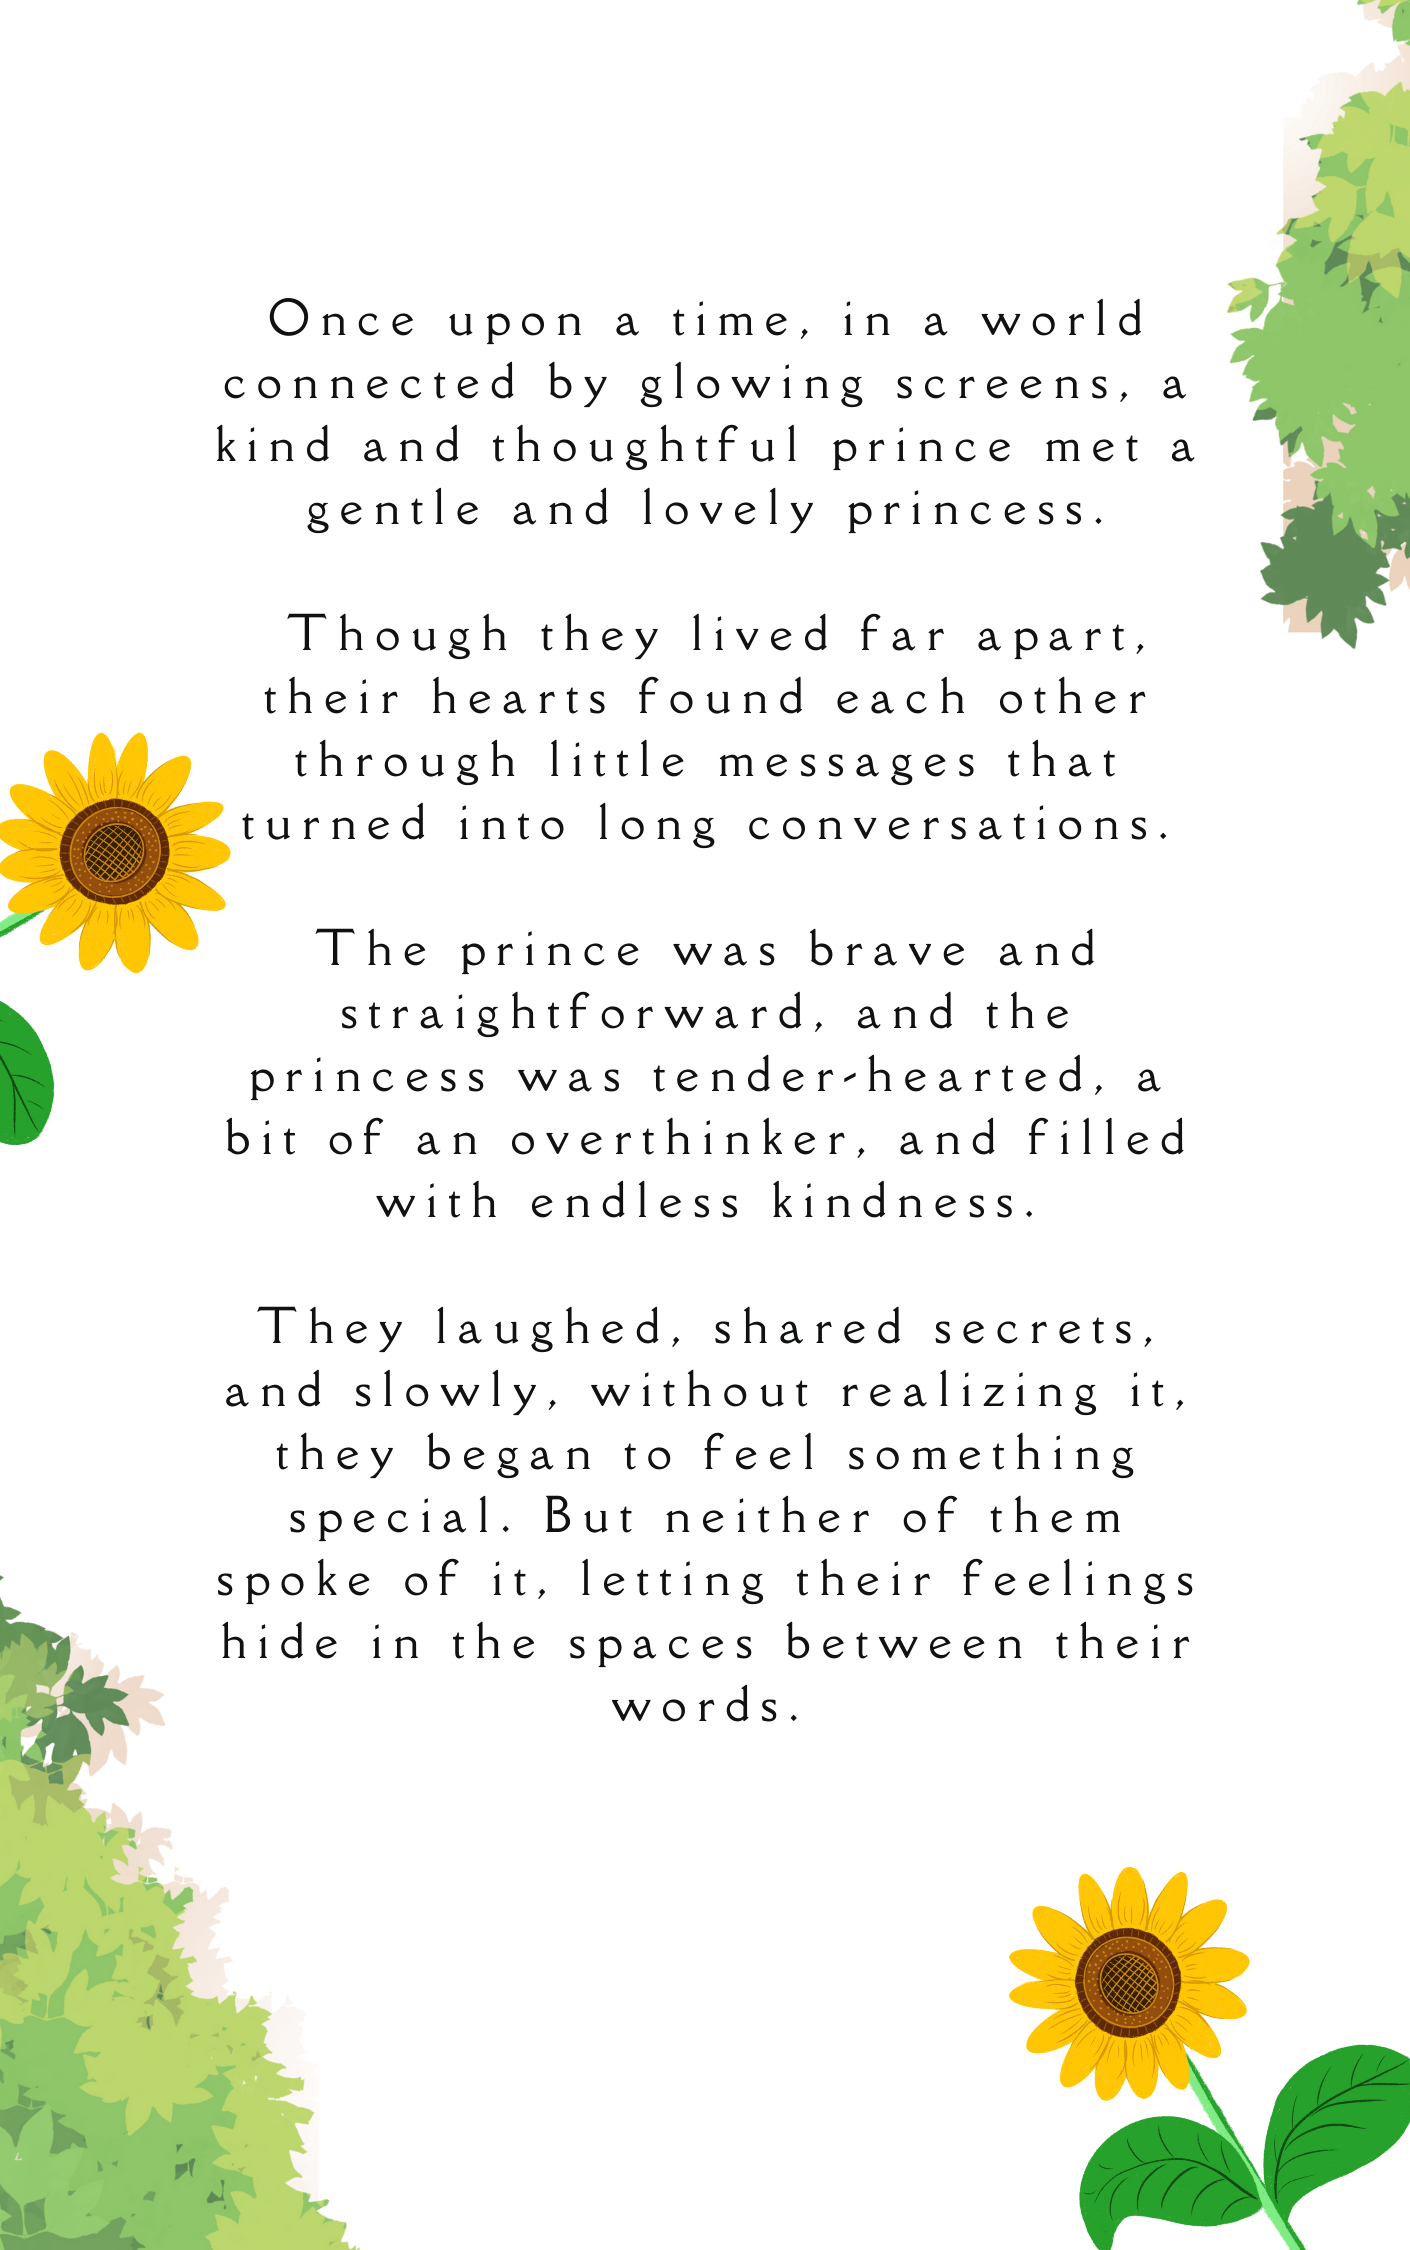 Once upon a time, in a world
connected by glowing screens, a
kind and thoughtful prince met a
gentle and lovely princess.
Though they lived far apart,
their hearts found each other
through little messages that
turned into long conversations.
The prince was brave and
straightforward, and the
princess was tender-hearted, a
bit of an overthinker, and filled
with endless kindness.
They laughed, shared secrets,
and slowly, without realizing it,
they began to feel something
special. But neither of them
spoke of it, letting their feelings
hide in the spaces between their
words.